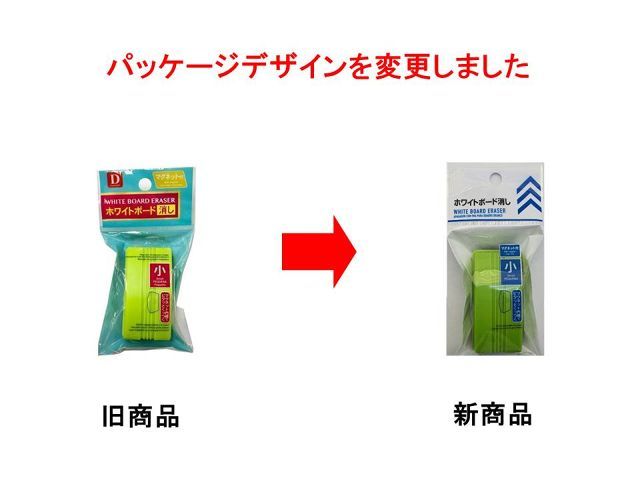 パッケージデザインを変更しました
D
マグネット付
WHITE BOARD ERASER
ホワイトボード消し
小
旧商品
ホワイトボード消し
WHITE BOARD ERASER
マグネット付
小
新商品